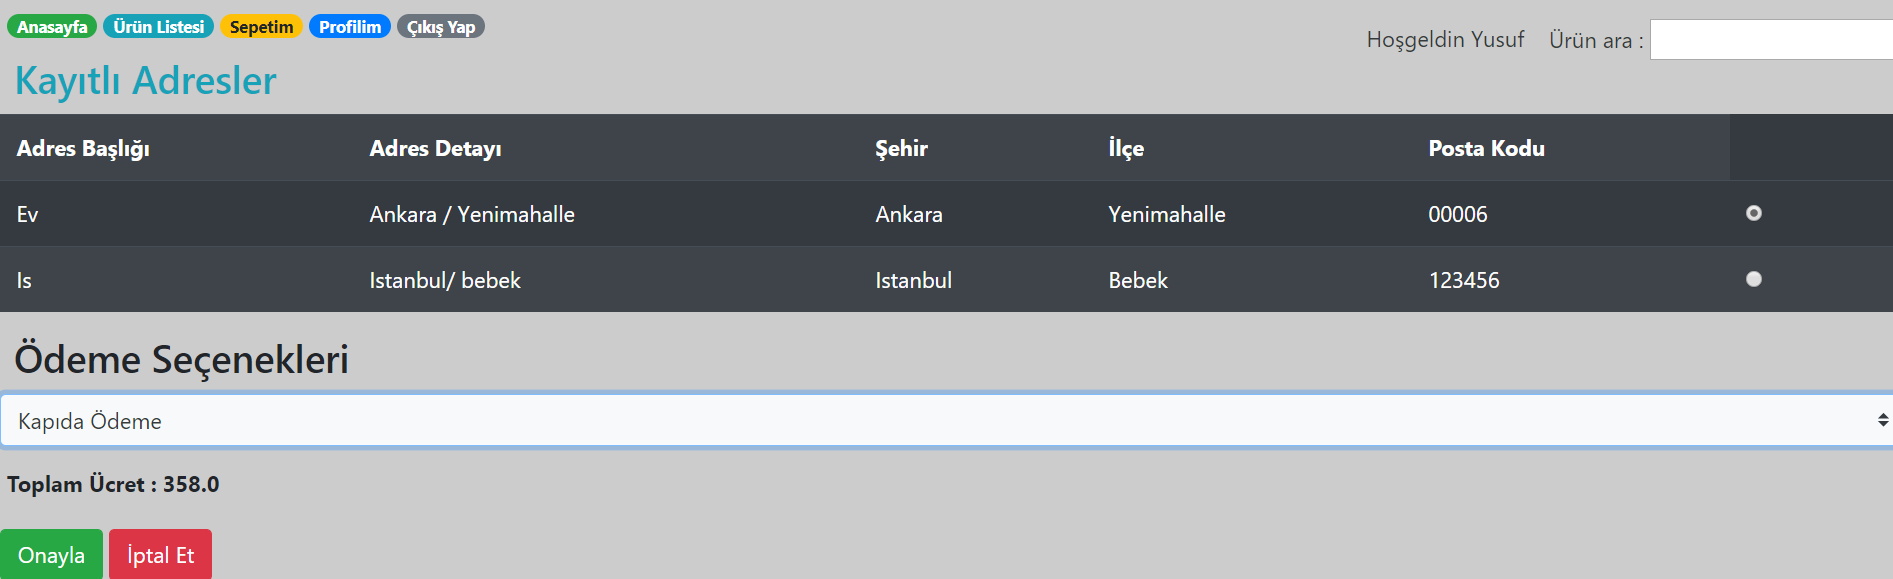 Anasayfa Ürün Listesi Sepetim Profilim Çıkış Yap
Hoşgeldin Yusuf Ürün ara :
Kayıtlı Adresler
Adres Başlığı Adres Detayı Şehir İlçe Posta Kodu
Ev Ankara / Yenimahalle Ankara Yenimahalle 00006
Is Istanbul/ bebek Istanbul Bebek 123456
Ödeme Seçenekleri
Kapıda Ödeme
Toplam Ücret : 358.0
Onayla İptal Et